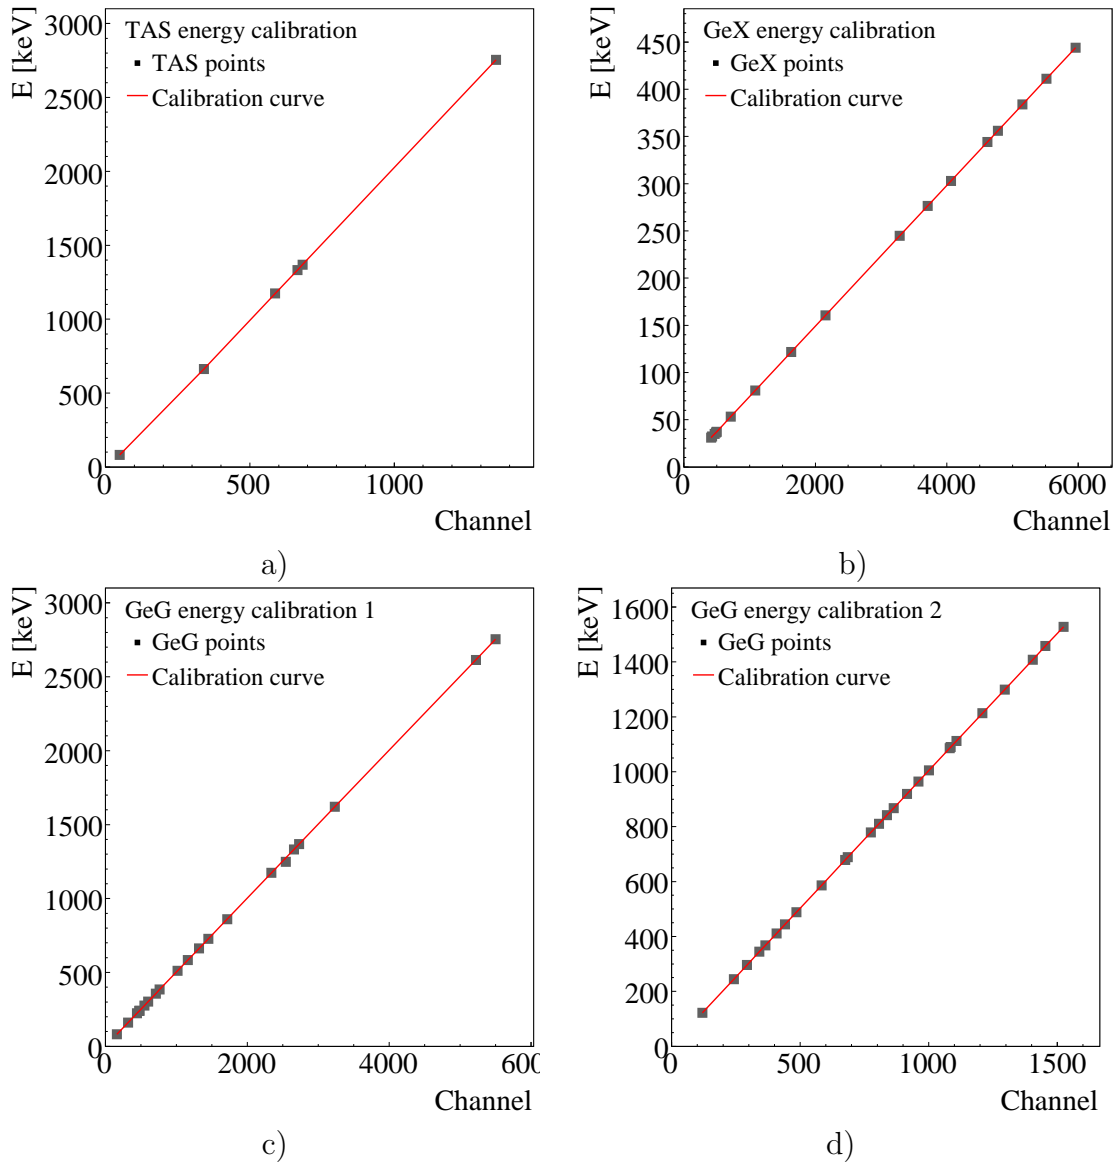 TAS energy calibration
TAS points
Calibration curve
E [keV]
3000
2500
2000
1500
1000
500
0
0 500 1000
Channel
a)
GeX energy calibration
GeX points
Calibration curve
E [keV]
450
400
350
300
250
200
150
100
50
0
0 2000 4000 6000
Channel
b)
GeG energy calibration 1
GeG points
Calibration curve
E [keV]
3000
2500
2000
1500
1000
500
0
0 2000 4000 600
Channel
c)
GeG energy calibration 2
GeG points
Calibration curve
E [keV]
1600
1400
1200
1000
800
600
400
200
0
0 500 1000 1500
Channel
d)